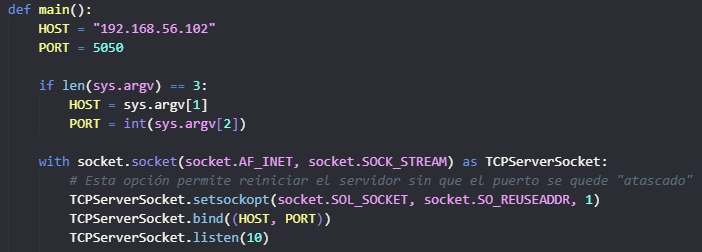 def main():
    HOST = "192.168.56.102"
    PORT = 5050
    if len(sys.argv) == 3:
        HOST = sys.argv[1]
        PORT = int(sys.argv[2])
    with socket.socket(socket.AF_INET, socket.SOCK_STREAM) as TCPServerSocket:
        # Esta opción permite reiniciar el servidor sin que el puerto se quede "atascado"
        TCPServerSocket.setsockopt(socket.SOL_SOCKET, socket.SO_REUSEADDR, 1)
        TCPServerSocket.bind((HOST, PORT))
        TCPServerSocket.listen(10)